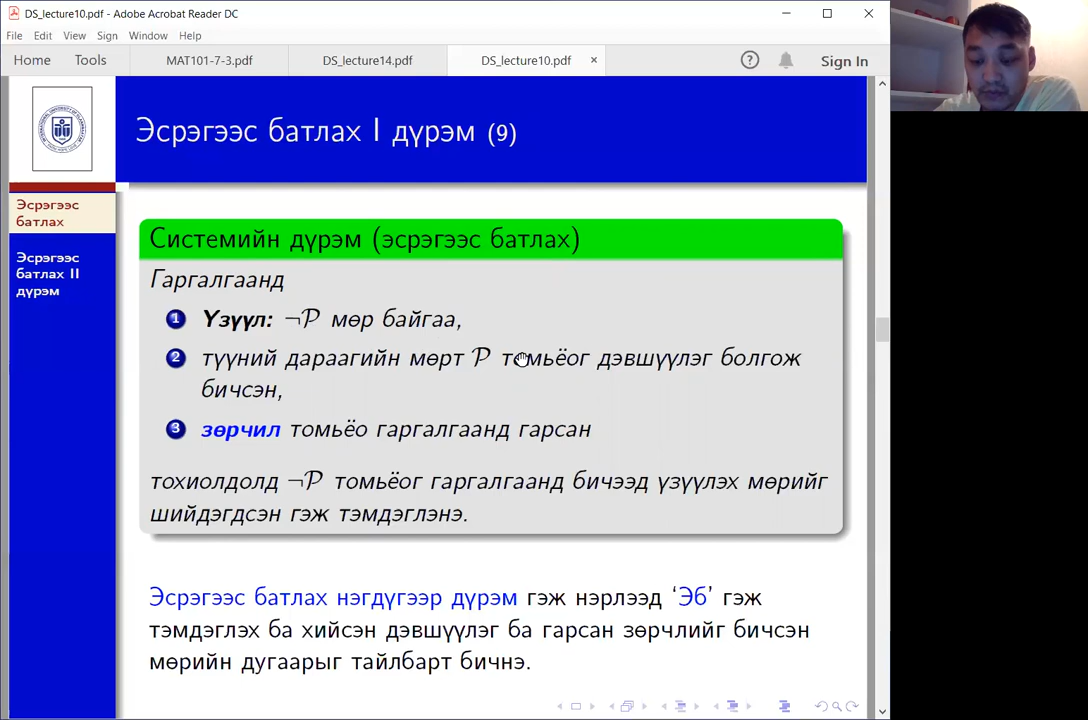 DS_lecture10.pdf - Adobe Acrobat Reader DC
File Edit View Sign Window Help
Home Tools MAT101-7-3.pdf DS_lecture14.pdf DS_lecture10.pdf × Sign In
Эсрэгээс батлах I дүрэм (9)
Эсрэгээс
батлах
Эсрэгээс
батлах II
дүрэм
Системийн дүрэм (эсрэгээс батлах)
Гаргалгаанд
1 Үзүүл: ¬P мөр байгаа,
2 түүний дараагийн мөрт P томьёог дэвшүүлэг болгож
бичсэн,
3 зөрчил томьёо гаргалгаанд гарсан
тохиолдолд ¬P томьёог гаргалгаанд бичээд үзүүлэх мөрийг
шийдэгдсэн гэж тэмдэглэнэ.
Эсрэгээс батлах нэгдүгээр дүрэм гэж нэрлээд ‘Эб’ гэж
тэмдэглэх ба хийсэн дэвшүүлэг ба гарсан зөрчлийг бичсэн
мөрийн дугаарыг тайлбарт бичнэ.